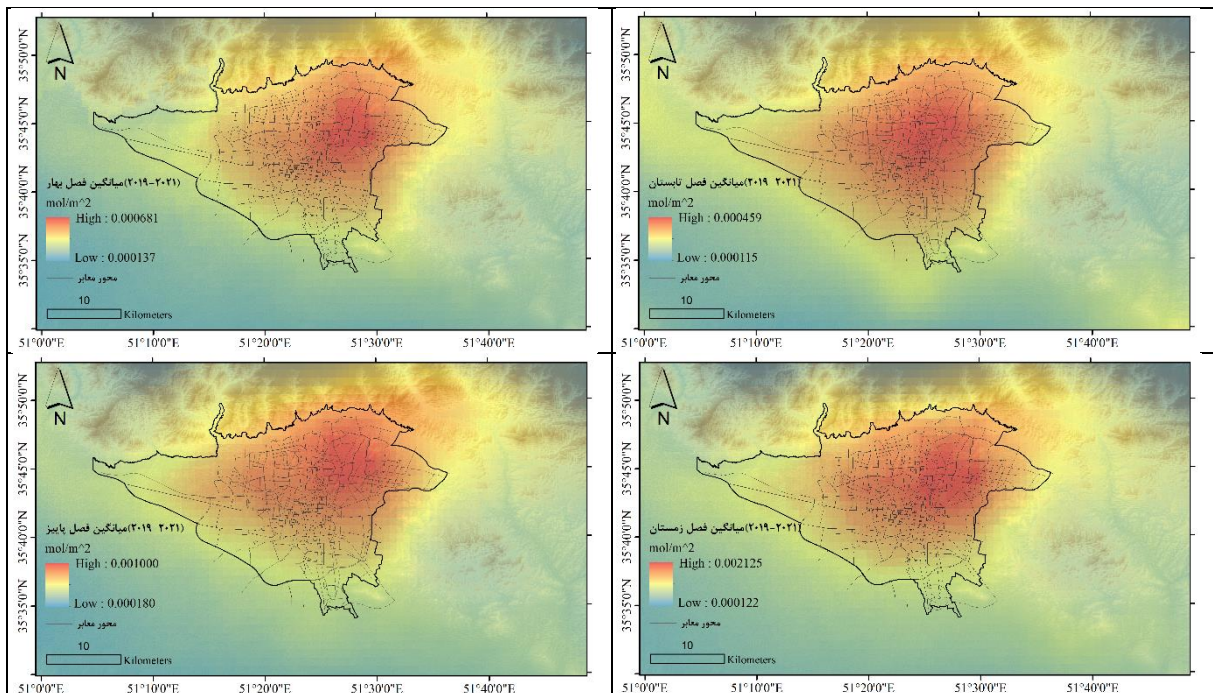 N
35°50'0"N
35°45'0"N
35°40'0"N
35°35'0"N
میانگین فصل بهار(۲۰۱۹-۲۰۲۱)
mol/m^2
High : 0.000681
Low : 0.000137
محور معابر
10
Kilometers
51°0'0"E 51°10'0"E 51°20'0"E 51°30'0"E 51°40'0"E
N
35°50'0"N
35°45'0"N
35°40'0"N
35°35'0"N
میانگین فصل تابستان(۲۰۱۹-۲۰۲۱)
mol/m^2
High : 0.000459
Low : 0.000115
محور معابر
10
Kilometers
51°0'0"E 51°10'0"E 51°20'0"E 51°30'0"E 51°40'0"E
N
35°50'0"N
35°45'0"N
35°40'0"N
35°35'0"N
میانگین فصل پاییز(۲۰۱۹-۲۰۲۱)
mol/m^2
High : 0.001000
Low : 0.000180
محور معابر
10
Kilometers
51°0'0"E 51°10'0"E 51°20'0"E 51°30'0"E 51°40'0"E
N
35°50'0"N
35°45'0"N
35°40'0"N
35°35'0"N
میانگین فصل زمستان(۲۰۱۹-۲۰۲۱)
mol/m^2
High : 0.002125
Low : 0.000122
محور معابر
10
Kilometers
51°0'0"E 51°10'0"E 51°20'0"E 51°30'0"E 51°40'0"E